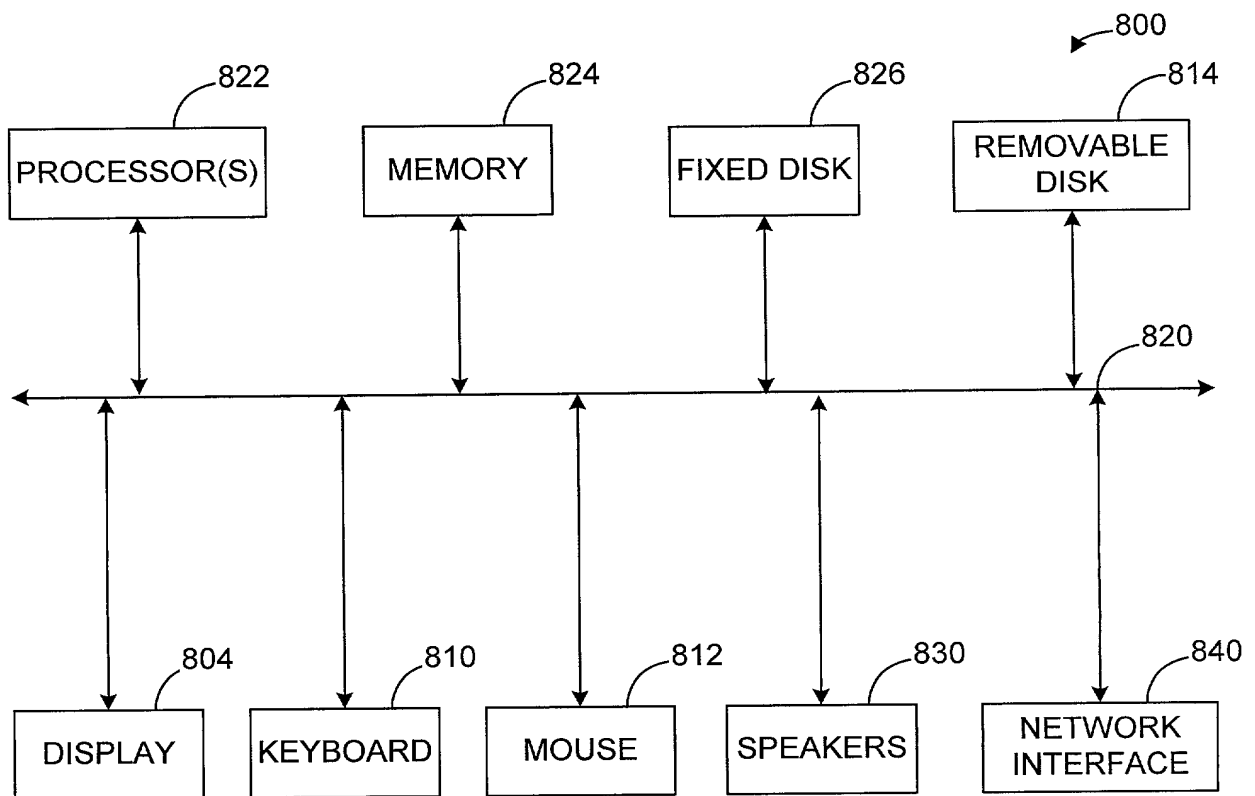 800
822
824
826
814
PROCESSOR(S)
MEMORY
FIXED DISK
REMOVABLE
DISK
820
804
810
812
830
840
DISPLAY
KEYBOARD
MOUSE
SPEAKERS
NETWORK
INTERFACE